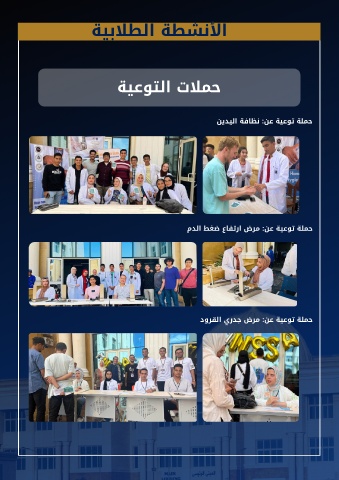 الأنشطة الطلابية
حملات التوعية
حملة توعية عن: نظافة اليدين
حملة توعية عن: مرض ارتفاع ضغط الدم
حملة توعية عن: مرض جدري القرود